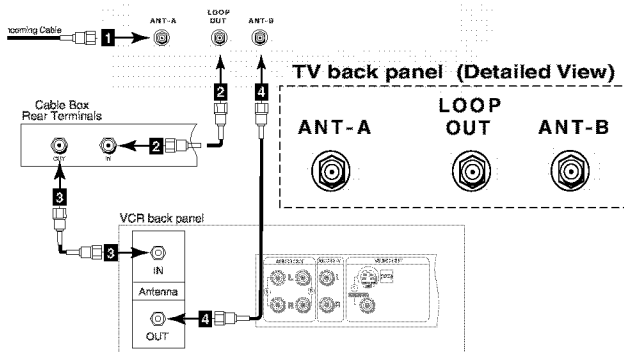 ncoming Cable
1
ANT-A
LOOP
OUT
ANT-B
2
4
TV back panel (Detailed View)
ANT-A
LOOP
OUT
ANT-B
Cable Box
Rear Terminals
OUT
IN
2
3
VCR back panel
3
IN
Antenna
OUT
4
L
R